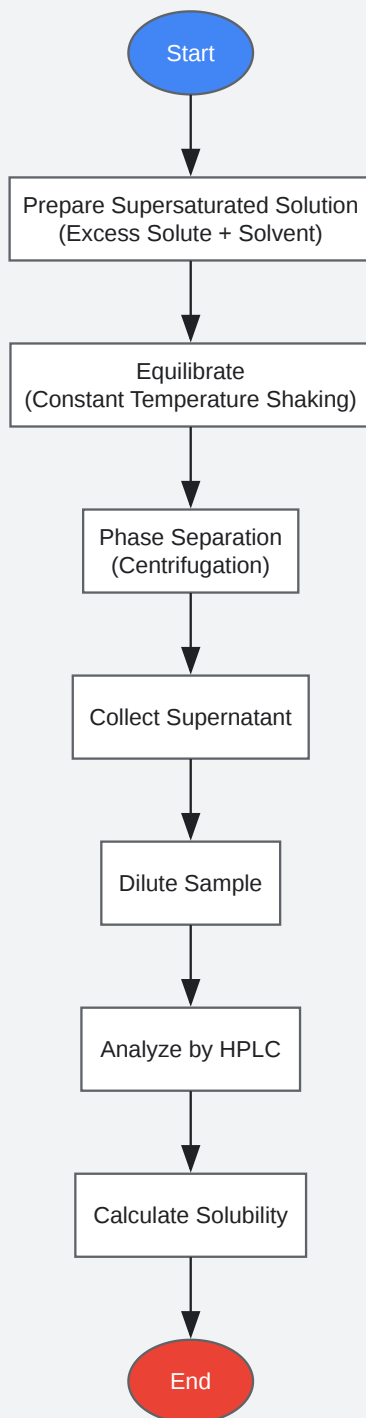 Start
Prepare Supersaturated Solution
(Excess Solute + Solvent)
Equilibrate
(Constant Temperature Shaking)
Phase Separation
(Centrifugation)
Collect Supernatant
Dilute Sample
Analyze by HPLC
Calculate Solubility
End